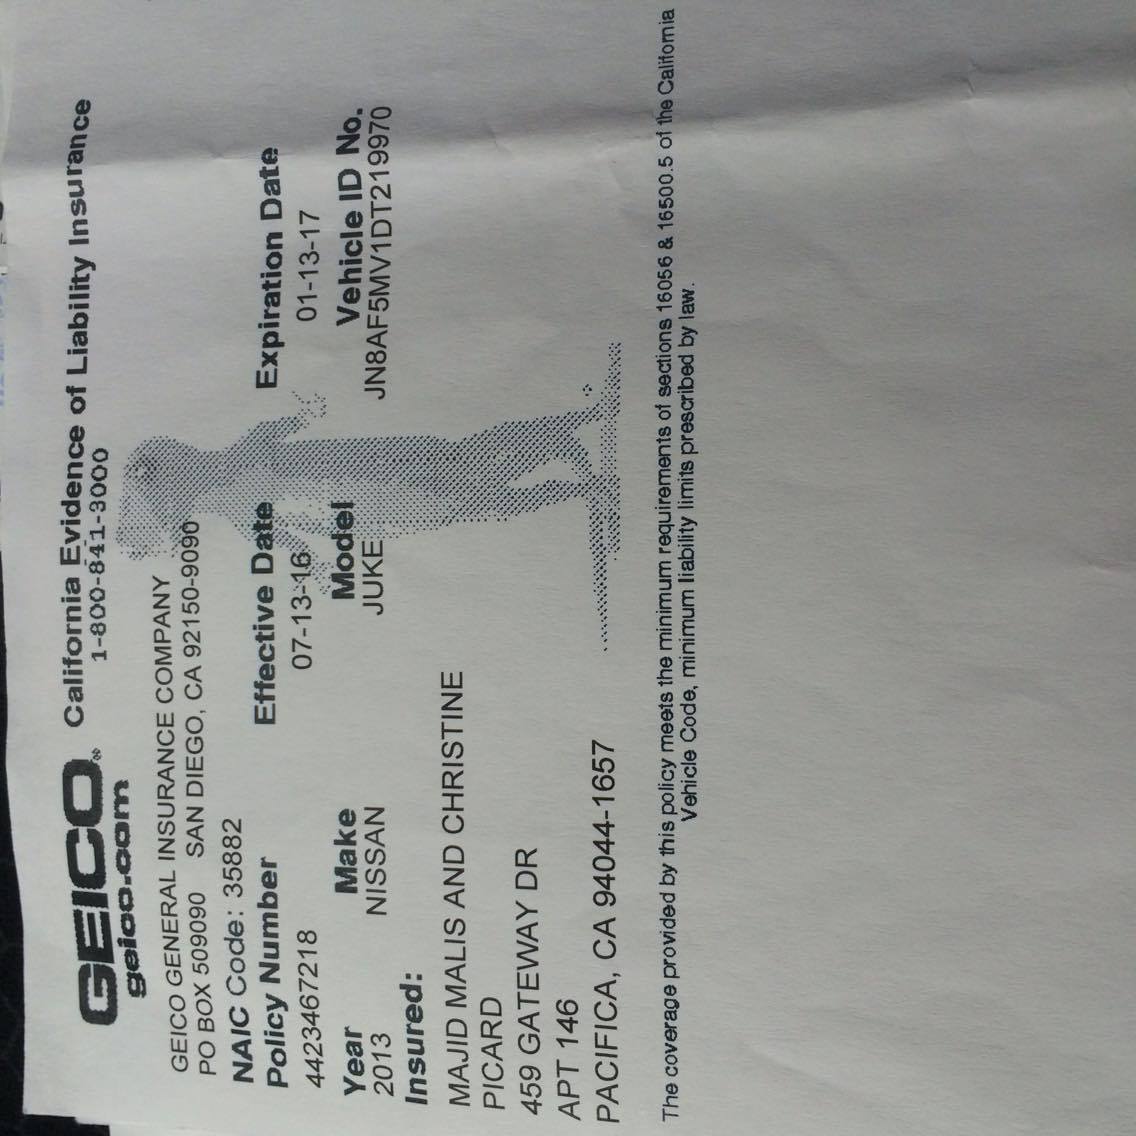 GEICO® California Evidence of Liability Insurance
geico.com 1-800-841-3000
GEICO GENERAL INSURANCE COMPANY
PO BOX 509090 SAN DIEGO, CA 92150-9090
NAIC Code: 35882
Policy Number Effective Date Expiration Date
4423467218 07-13-16 01-13-17
Year Make Model Vehicle ID No.
2013 NISSAN JUKE JN8AF5MV1DT219970
Insured:
MAJID MALIS AND CHRISTINE
PICARD
459 GATEWAY DR
APT 146
PACIFICA, CA 94044-1657
The coverage provided by this policy meets the minimum requirements of sections 16056 & 16500.5 of the California
Vehicle Code, minimum liability limits prescribed by law.